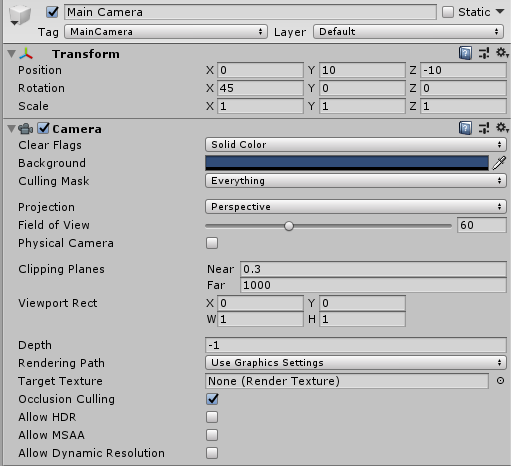 Main Camera Static
Tag MainCamera Layer Default
Transform
Position X 0 Y 10 Z -10
Rotation X 45 Y 0 Z 0
Scale X 1 Y 1 Z 1
Camera
Clear Flags Solid Color
Background
Culling Mask Everything
Projection Perspective
Field of View 60
Physical Camera
Clipping Planes Near 0.3
Far 1000
Viewport Rect X 0 Y 0
W 1 H 1
Depth -1
Rendering Path Use Graphics Settings
Target Texture None (Render Texture)
Occlusion Culling
Allow HDR
Allow MSAA
Allow Dynamic Resolution